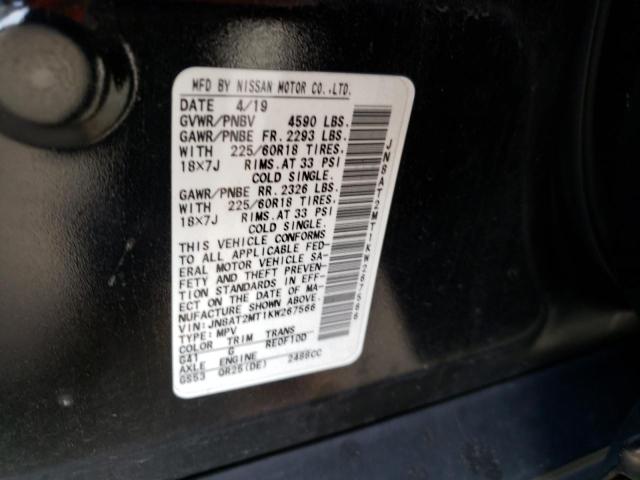 MFD BY NISSAN MOTOR CO.,LTD.
DATE 4/19
GVWR/PNBV 4590 LBS.
GAWR/PNBE FR. 2293 LBS.
WITH 225/60R18 TIRES.
18X7J RIMS.AT 33 PSI
COLD SINGLE.
GAWR/PNBE RR. 2326 LBS.
WITH 225/60R18 TIRES.
18X7J RIMS.AT 33 PSI
COLD SINGLE.
THIS VEHICLE CONFORMS
TO ALL APPLICABLE FED-
ERAL MOTOR VEHICLE SA-
FETY AND THEFT PREVEN-
TION STANDARDS IN EFF-
ECT ON THE DATE OF MA-
NUFACTURE SHOWN ABOVE.
VIN: JN8AT2MT1KW267566
TYPE: MPV
COLOR TRIM TRANS
G41 G RE0F10D
AXLE ENGINE
GS53 QR25(DE) 2488CC
JN8AT2MT1KW267566